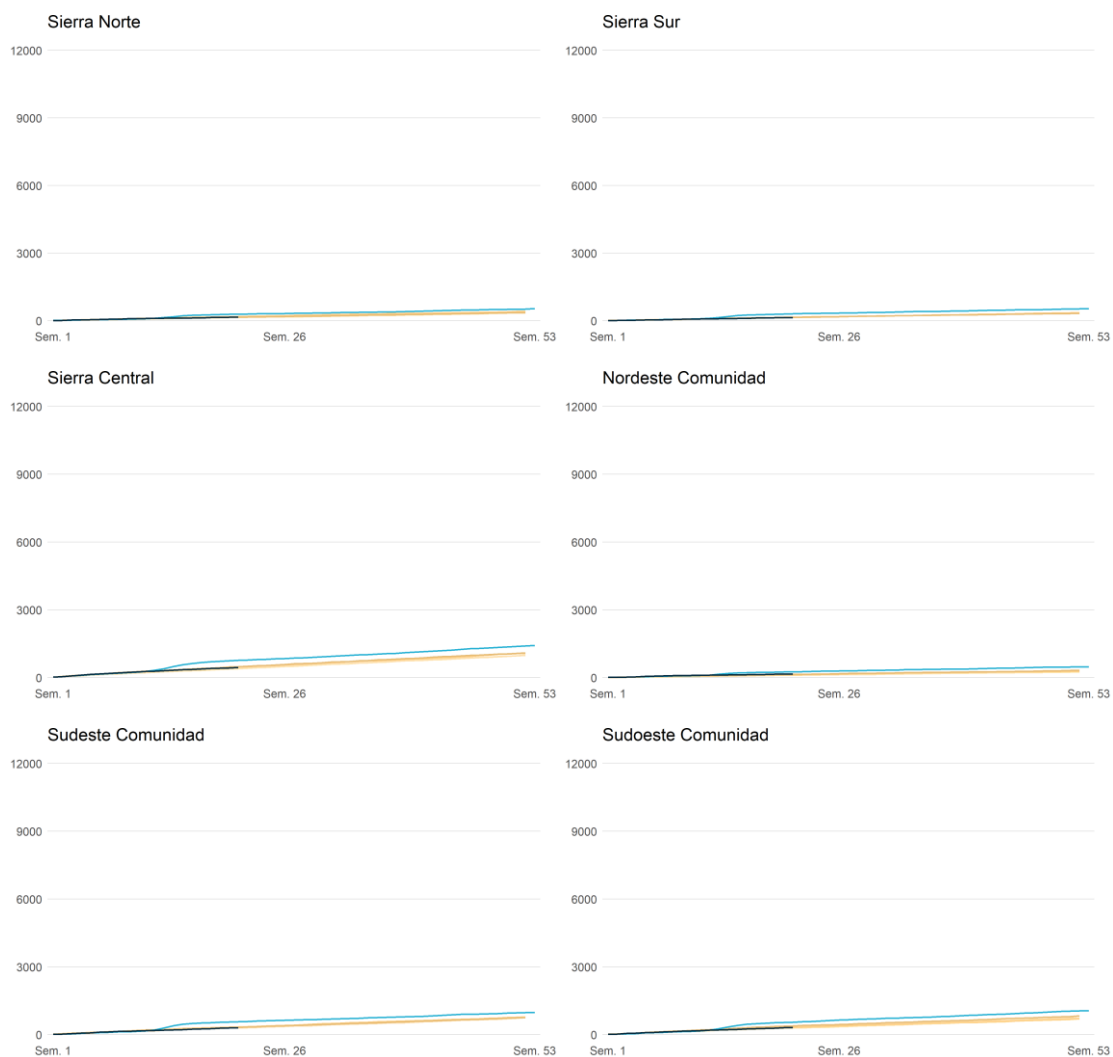 Sierra Norte
12000
9000
6000
3000
0
Sem. 1 Sem. 26 Sem. 53
Sierra Sur
12000
9000
6000
3000
0
Sem. 1 Sem. 26 Sem. 53
Sierra Central
12000
9000
6000
3000
0
Sem. 1 Sem. 26 Sem. 53
Nordeste Comunidad
12000
9000
6000
3000
0
Sem. 1 Sem. 26 Sem. 53
Sudeste Comunidad
12000
9000
6000
3000
0
Sem. 1 Sem. 26 Sem. 53
Sudoeste Comunidad
12000
9000
6000
3000
0
Sem. 1 Sem. 26 Sem. 53